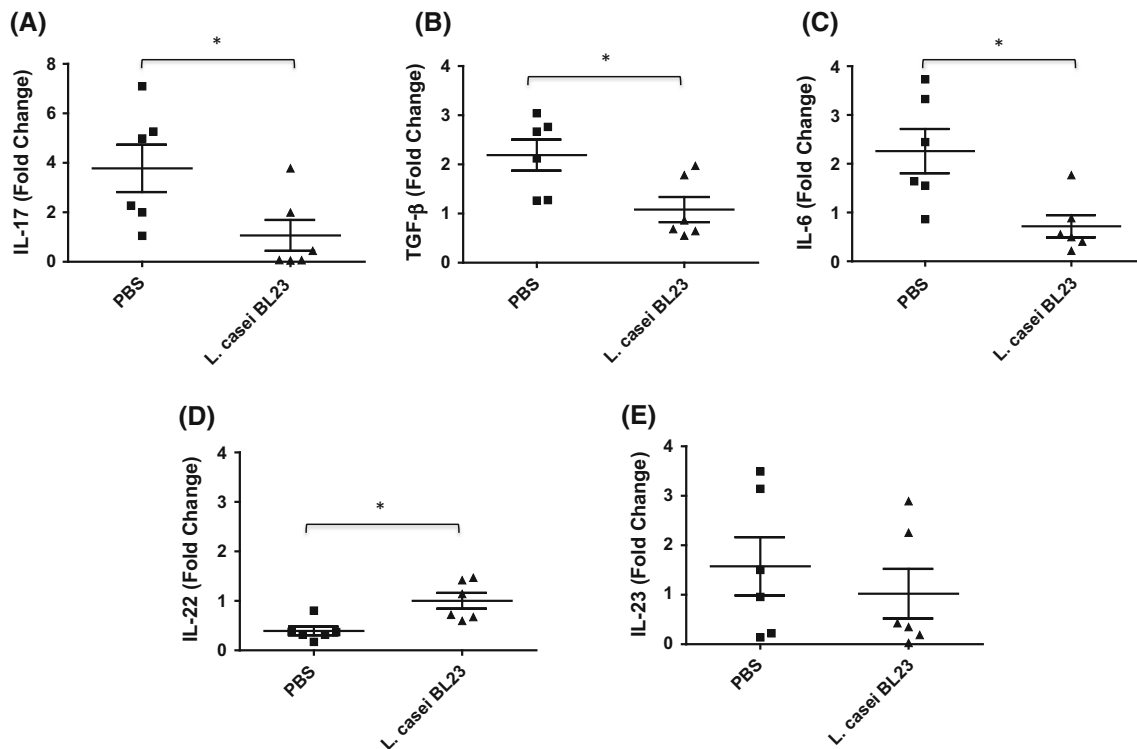 (A)
*
IL-17 (Fold Change)
8
6
4
2
0
PBS
L. casei BL23
(B)
*
TGF-β (Fold Change)
4
3
2
1
0
PBS
L. casei BL23
(C)
*
IL-6 (Fold Change)
4
3
2
1
0
PBS
L. casei BL23
(D)
*
IL-22 (Fold Change)
4
3
2
1
0
PBS
L. casei BL23
(E)
IL-23 (Fold Change)
4
3
2
1
0
PBS
L. casei BL23